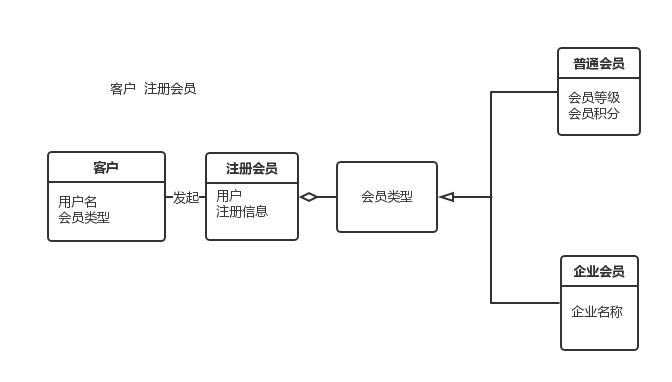 普通会员
会员等级
会员积分
客户 注册会员
客户
用户名
会员类型
发起
注册会员
用户
注册信息
会员类型
企业会员
企业名称